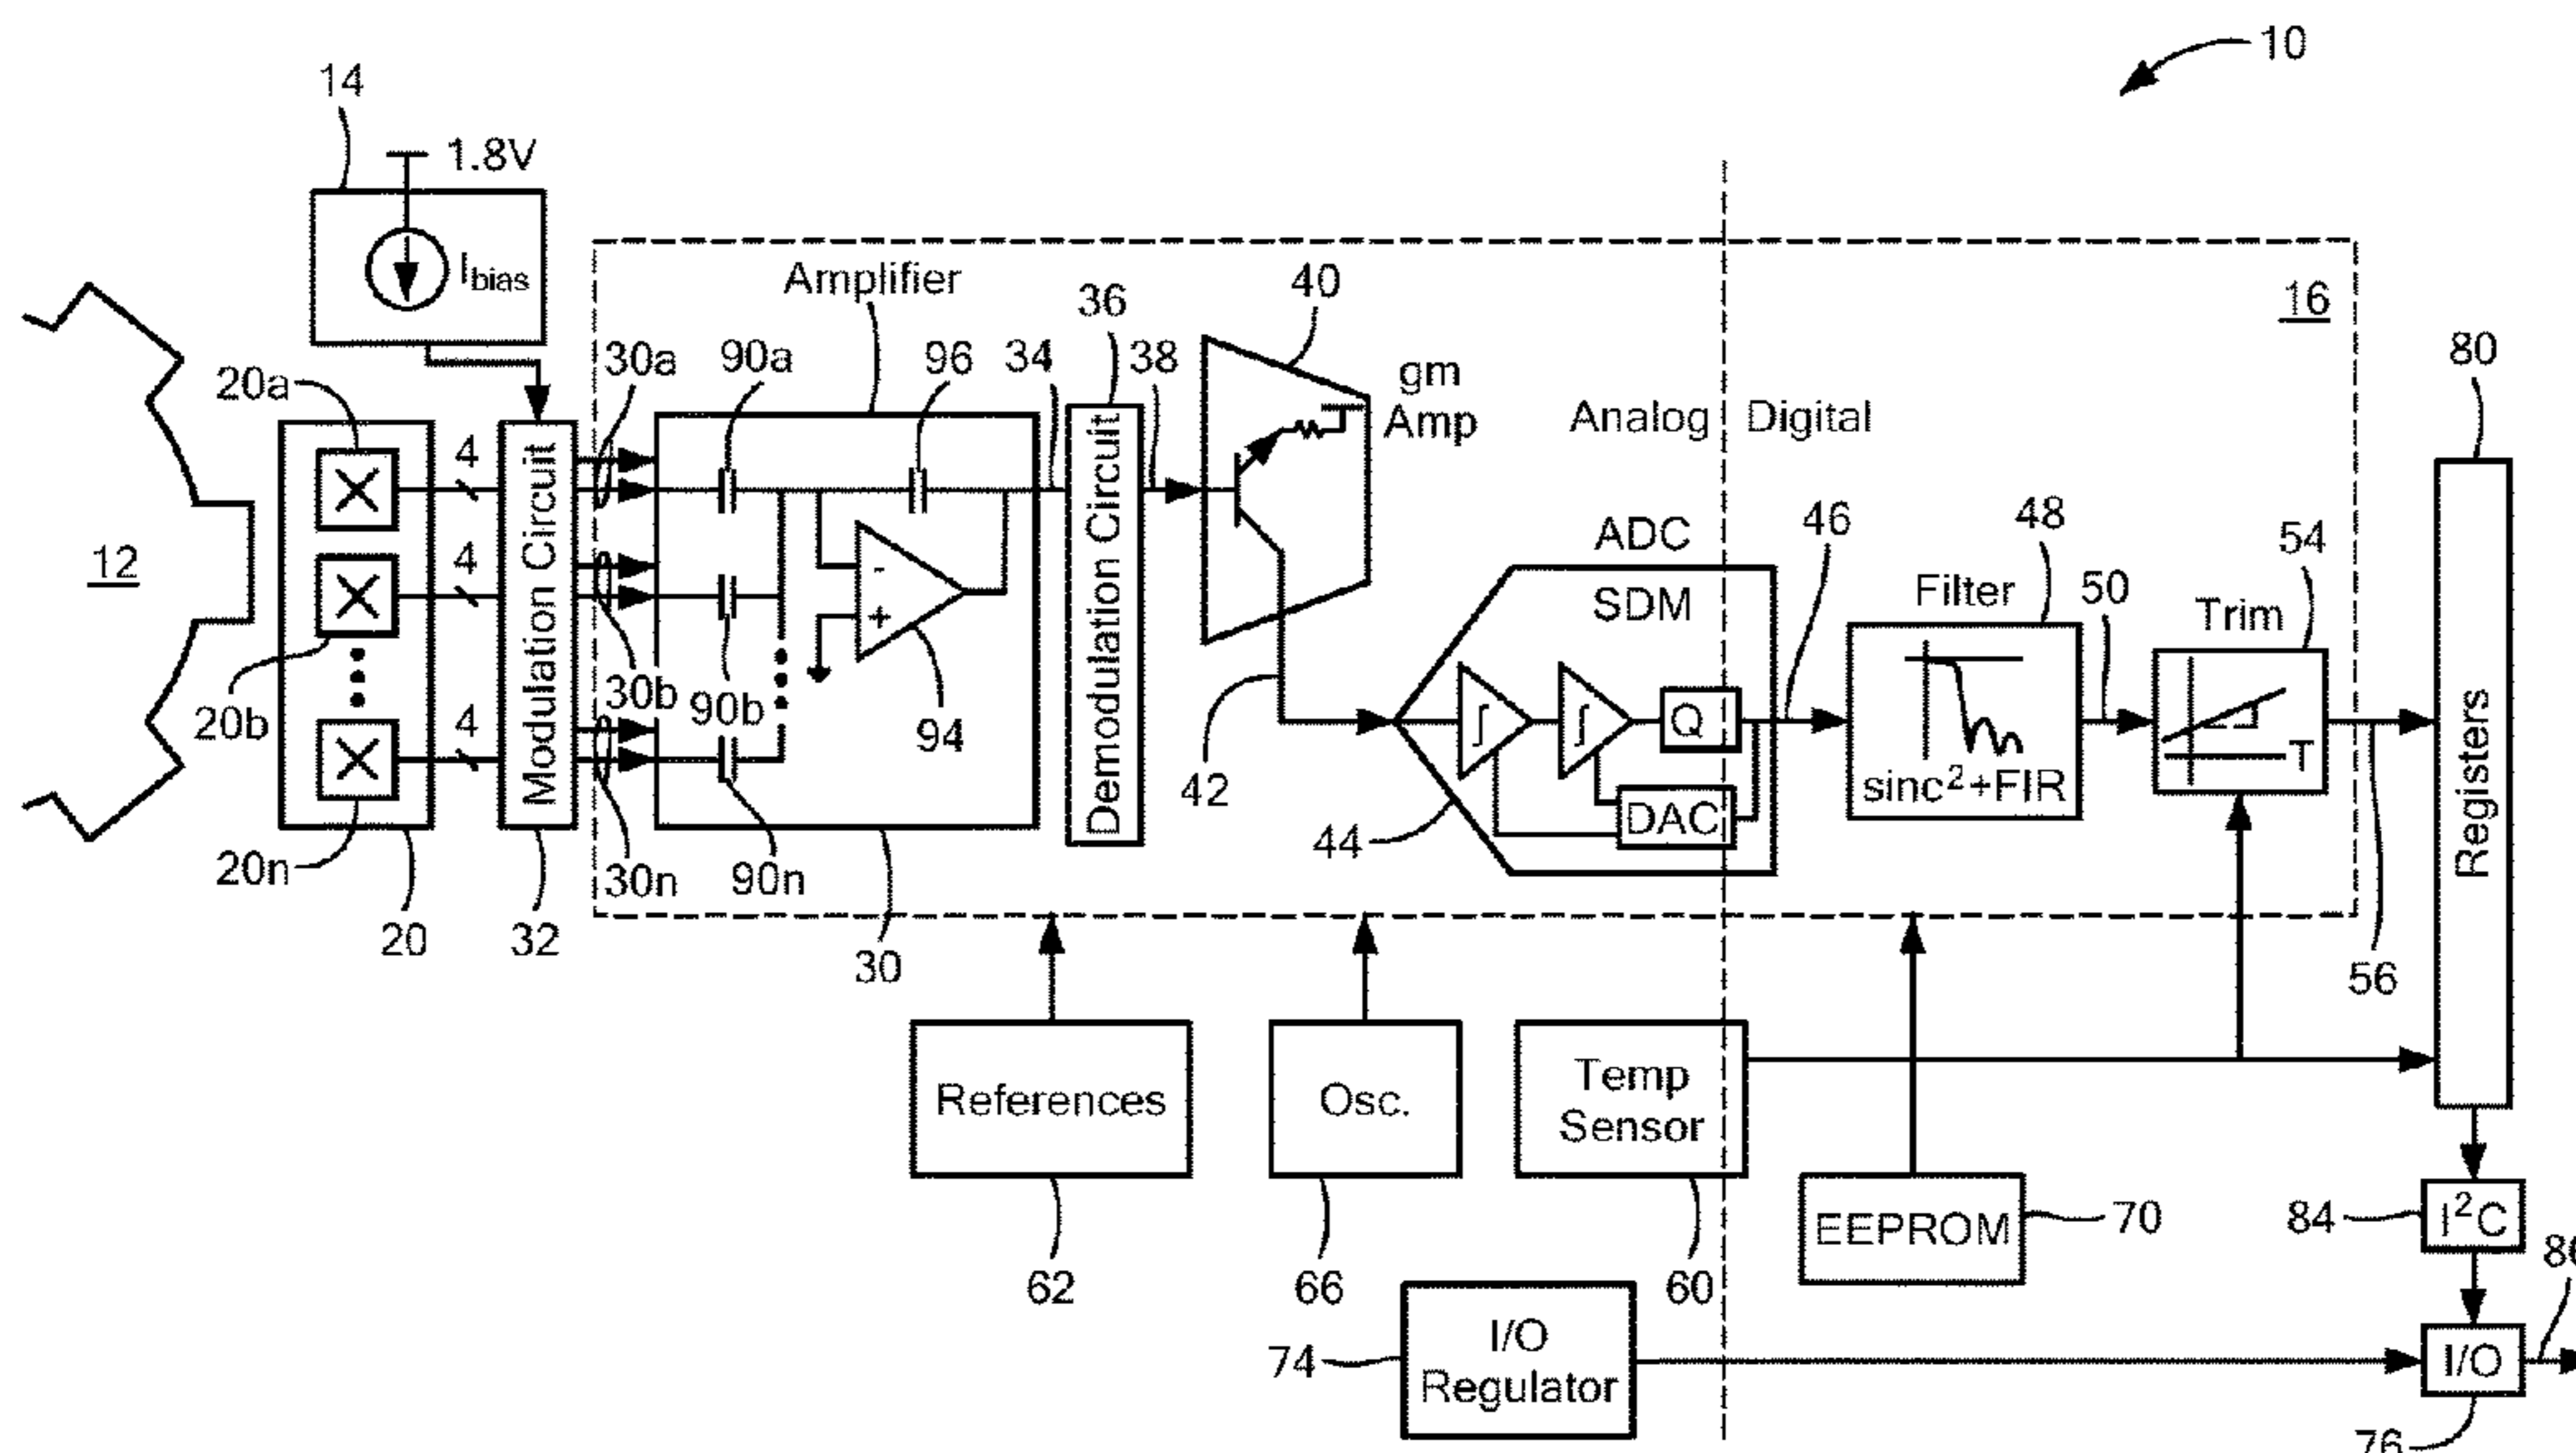 10
14
1.8V
Ibias
Amplifier
36
40
16
30a
90a
96
34
38
gm
Amp
80
20a
4
Analog
Digital
12
4
Modulation Circuit
Demodulation Circuit
-
+
ADC
SDM
46
48
54
Filter
50
Trim
20b
4
30b
90b
94
42
∫
∫
Q
sinc²+FIR
T
DAC
44
Registers
20n
30n
90n
20
32
30
56
References
Osc.
Temp
Sensor
EEPROM
70
84
I²C
62
66
60
74
I/O
Regulator
I/O
76